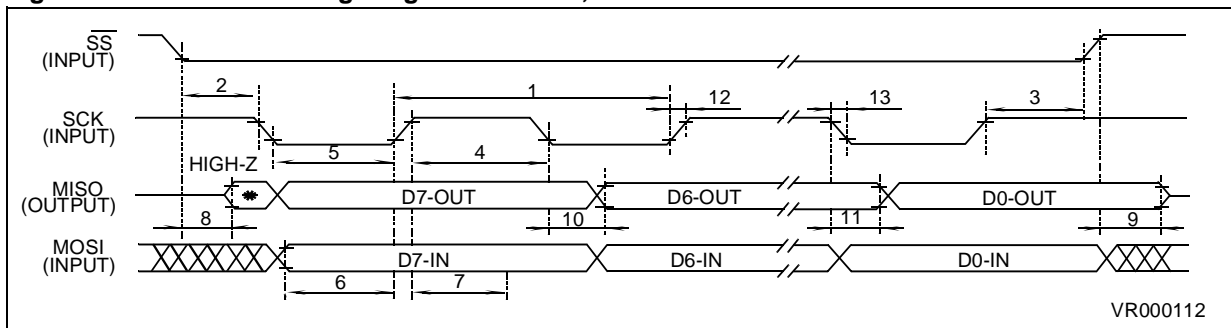 SS
(INPUT)
2
1
12
13
3
SCK
(INPUT)
5
4
HIGH-Z
MISO
(OUTPUT)
*
D7-OUT
D6-OUT
D0-OUT
8
10
11
9
MOSI
(INPUT)
D7-IN
D6-IN
D0-IN
6
7
VR000112